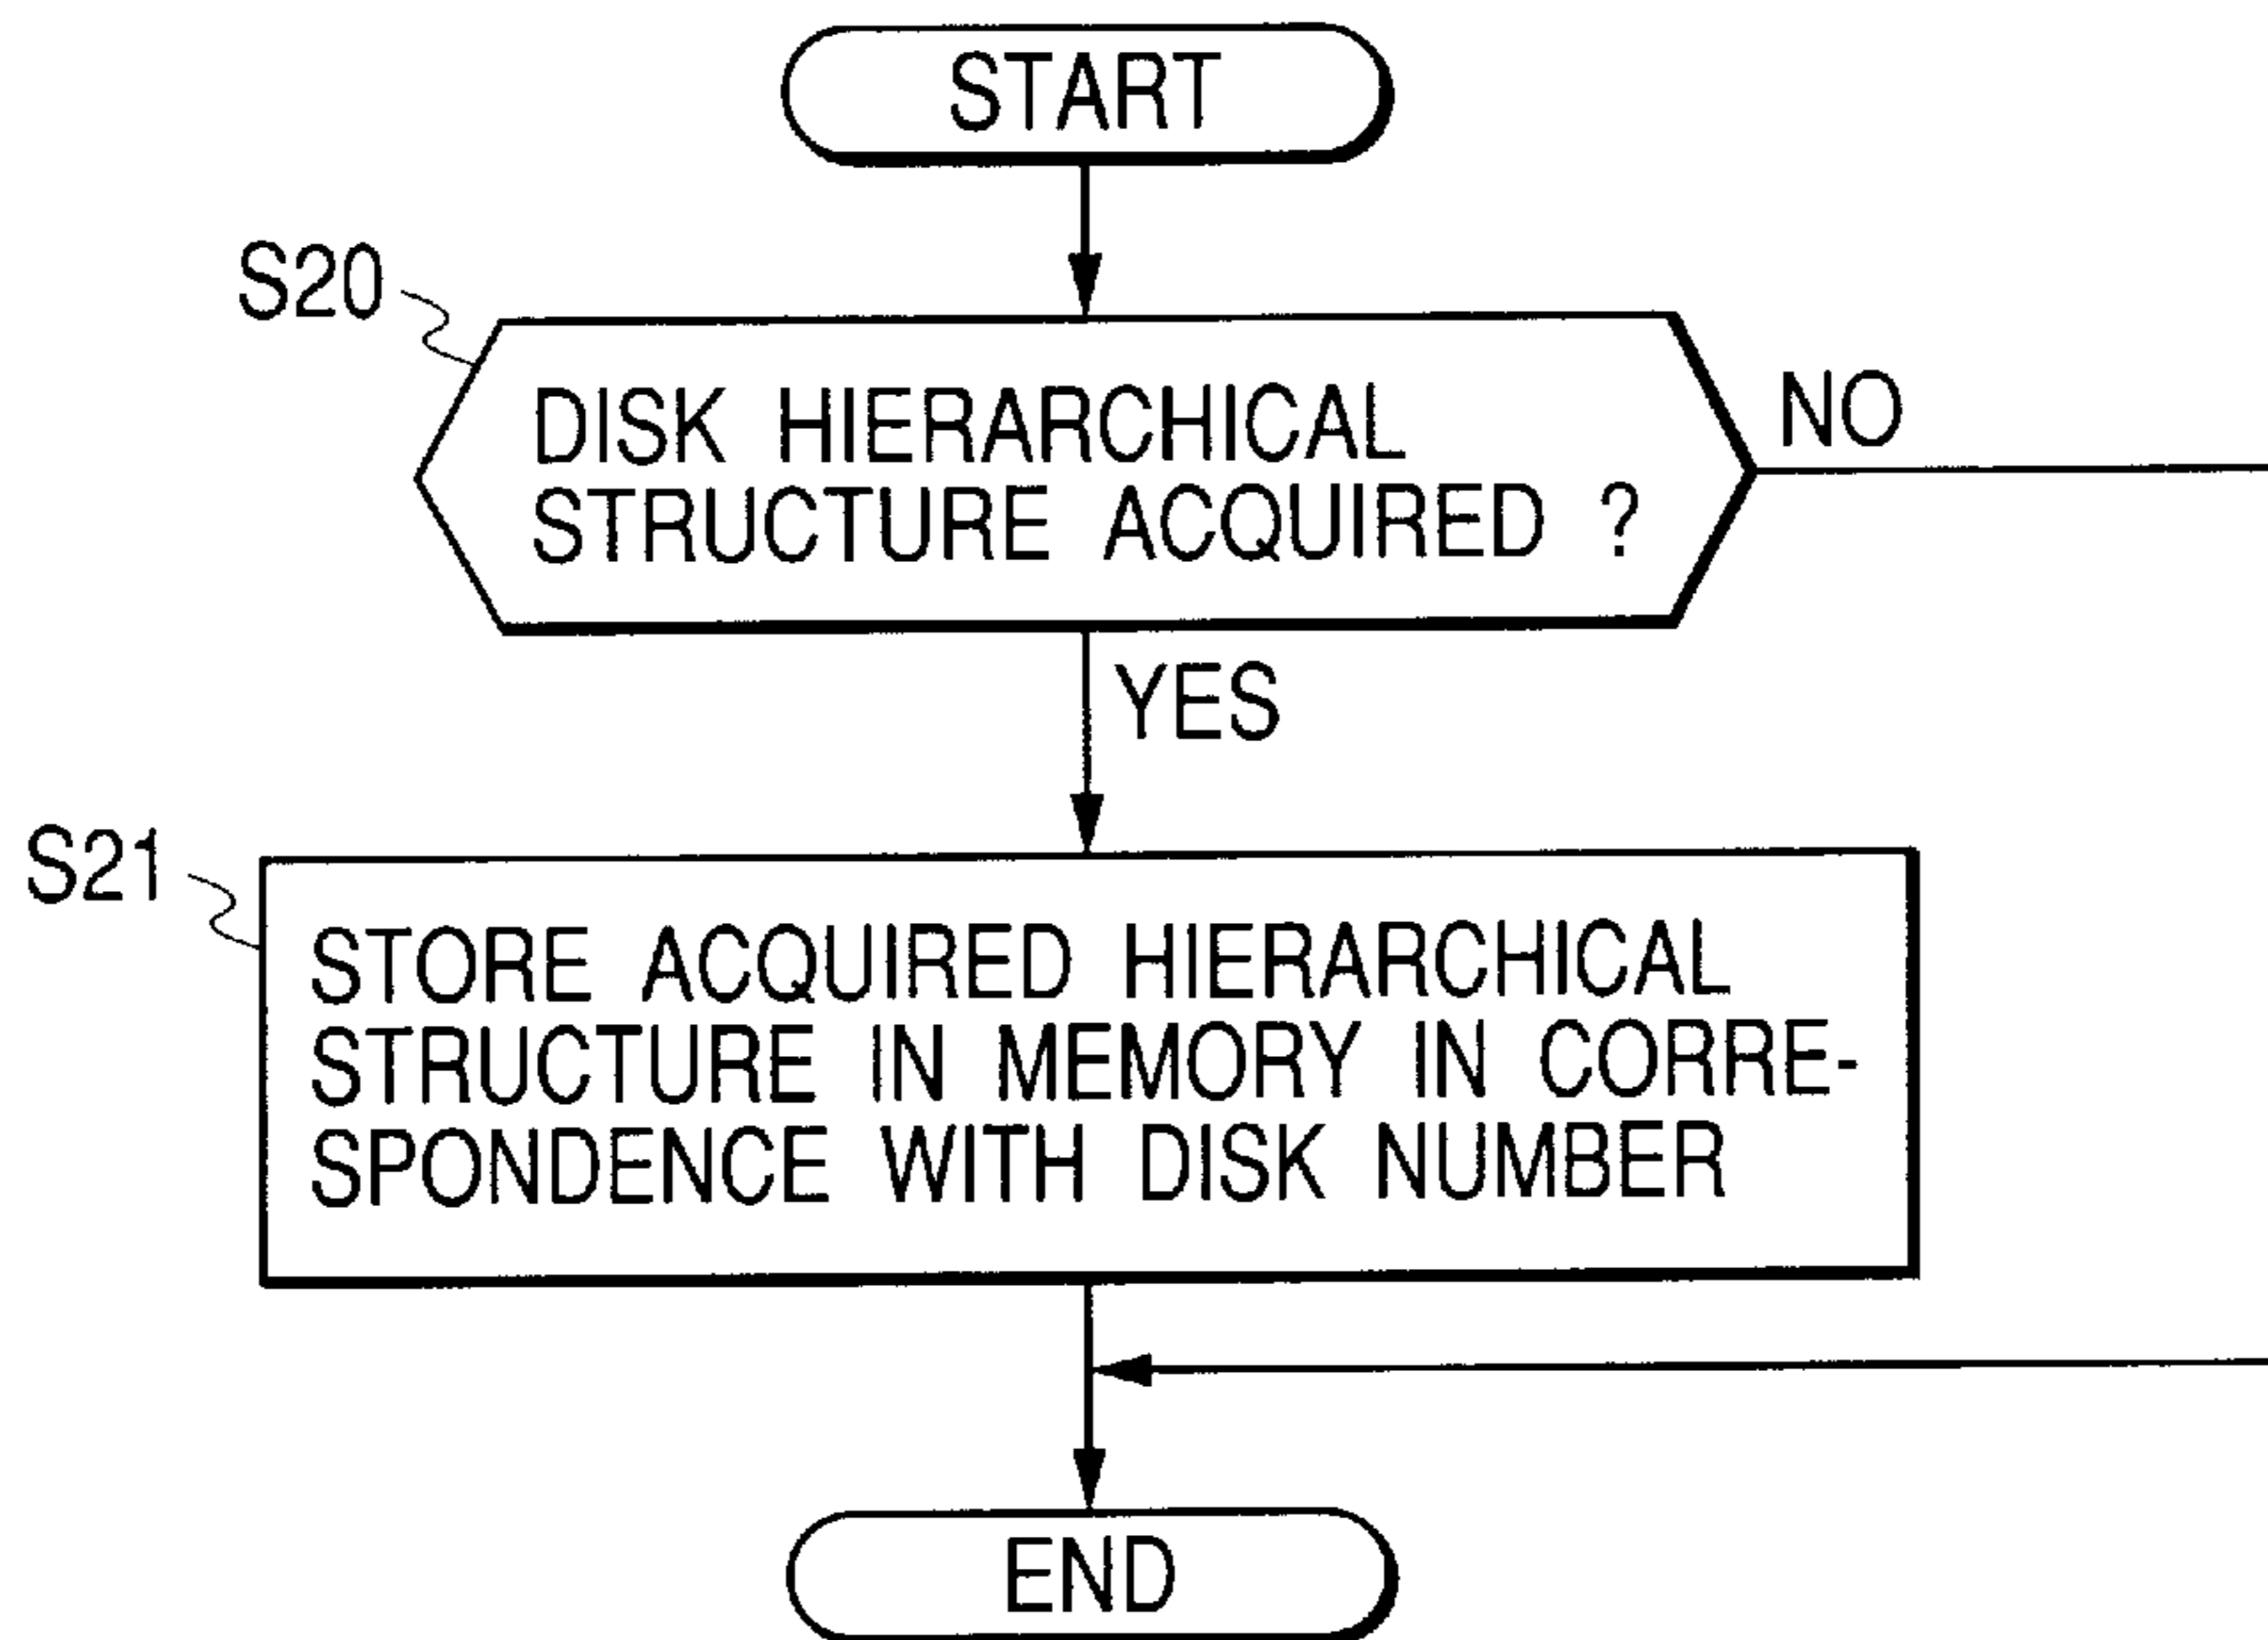 START
S20
DISK HIERARCHICAL
STRUCTURE ACQUIRED ?
NO
YES
S21
STORE ACQUIRED HIERARCHICAL
STRUCTURE IN MEMORY IN CORRE-
SPONDENCE WITH DISK NUMBER
END